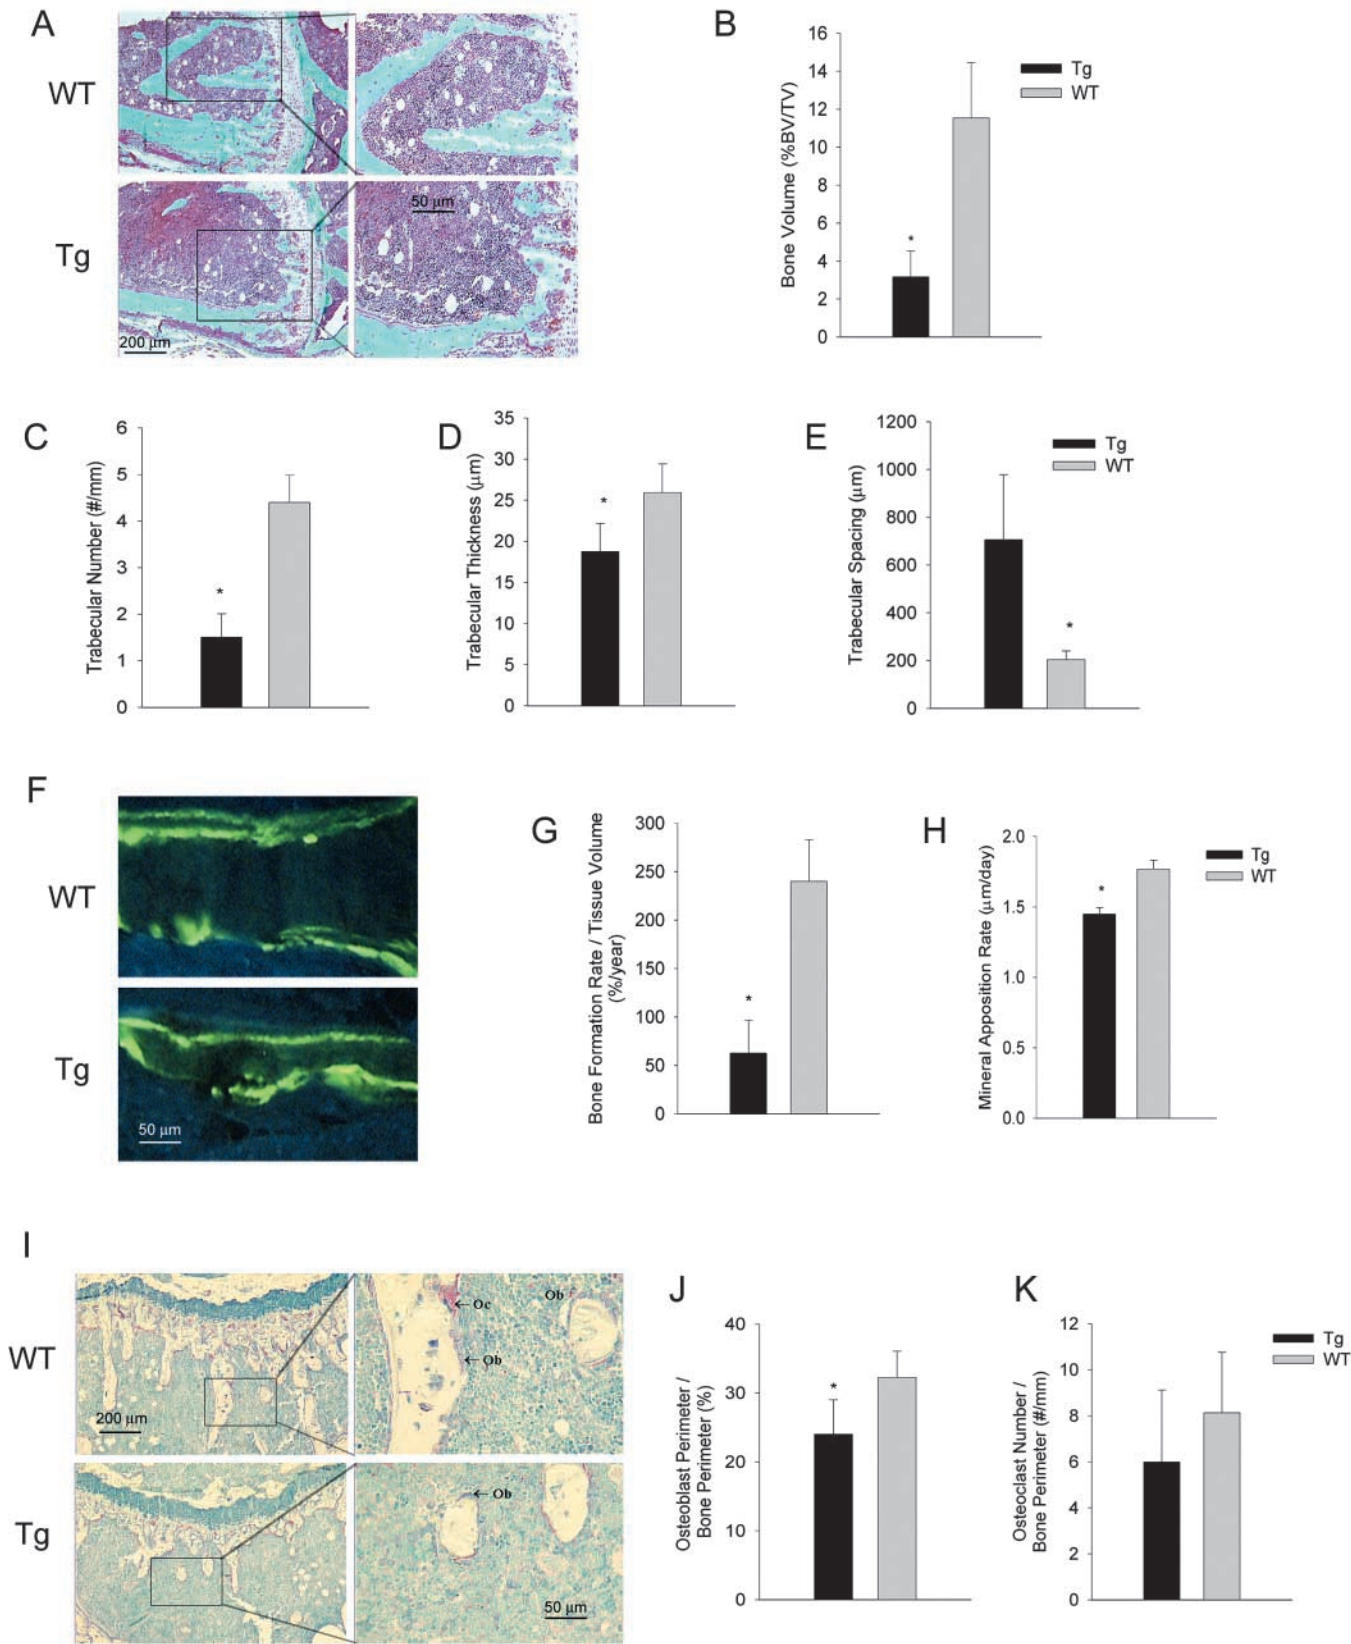 A
WT
Tg
50 μm
200 μm
B
Bone Volume (%BV/TV)
16
14
12
10
8
6
4
2
0
*
Tg
WT
C
Trabecular Number (#/mm)
6
5
4
3
2
1
0
*
D
Trabecular Thickness (μm)
35
30
25
20
15
10
5
0
*
E
Trabecular Spacing (μm)
1200
1000
800
600
400
200
0
*
Tg
WT
F
WT
Tg
50 μm
G
Bone Formation Rate / Tissue Volume
(%/year)
300
250
200
150
100
50
0
*
H
Mineral Apposition Rate (μm/day)
2.0
1.5
1.0
0.5
0.0
*
Tg
WT
I
WT
200 μm
Oc
Ob
Ob
Tg
Ob
50 μm
J
Osteoblast Perimeter /
Bone Perimeter (%)
40
30
20
10
0
*
K
Osteoclast Number /
Bone Perimeter (#/mm)
12
10
8
6
4
2
0
Tg
WT